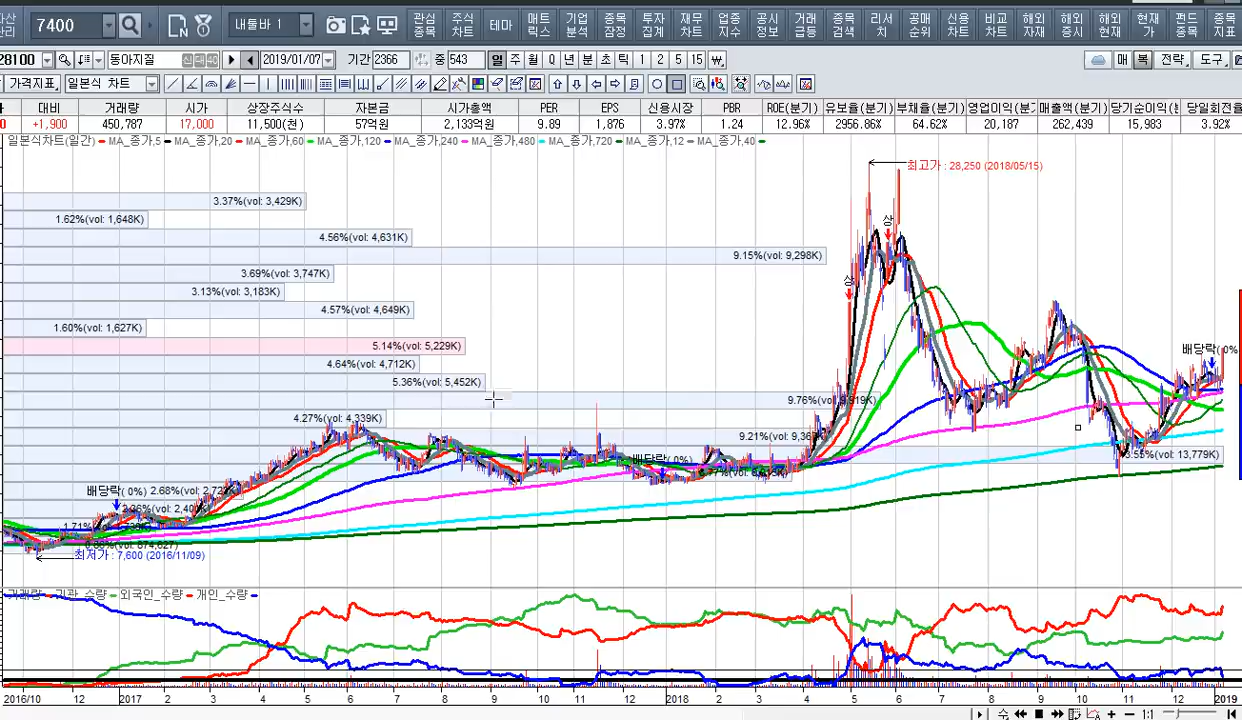 7400 내돌바 1 관심 종목 주식 차트 테마 매트 릭스 기업 분석 종목 잠정 투자 집계 재무 차트 업종 지수 공시 정보 거래 급등 종목 검색 리서 치 공매 순위 신용 차트 비교 차트 해외 자재 해외 증시 해외 현재 현재 가 펀드 종목 종목 지표
28100 동아지질 2019/01/07 기간 2366 중 543 일 주 월 Q 년 분 초 틱 1 2 5 15 매 복 전략 도구
가격지표 일본식 차트
대비 거래량 시가 상장주식수 자본금 시가총액 PER EPS 신용시장 PBR ROE(분기) 유보율(분기) 부채율(분기) 영업이익(분기 매출액(분기) 당기순이익( 당일회전율
+1,900 450,787 17,000 11,500(천) 57억원 2,133억원 9.89 1,876 3.97% 1.24 12.96% 2956.86% 64.62% 20,187 262,439 15,983 3.92%
일본식차트(일간) MA_종가,5 MA_종가,20 MA_종가,60 MA_종가,120 MA_종가,240 MA_종가,480 MA_종가,720 MA_종가,12 MA_종가,40
최고가 : 28,250 (2018/05/15)
3.37%(vol: 3,429K)
1.62%(vol: 1,648K)
상
4.56%(vol: 4,631K)
9.15%(vol: 9,298K)
3.69%(vol: 3,747K)
상
3.13%(vol: 3,183K)
4.57%(vol: 4,649K)
1.60%(vol: 1,627K)
5.14%(vol: 5,229K)
배당락( 0%
4.64%(vol: 4,712K)
5.36%(vol: 5,452K)
9.76%(vol: 9,919K)
4.27%(vol: 4,339K)
9.21%(vol:
13,779K)
배당락( 0%)
배당락( 0%) 2.68%(vol:
최저가 : 7,600 (2016/11/09)
거래량 기관_수량 외국인_수량 개인_수량
2016/10 12 2017 2 3 4 5 6 7 8 9 10 11 12 2018 2 3 4 5 6 7 8 9 10 11 12 2019
수 1:1